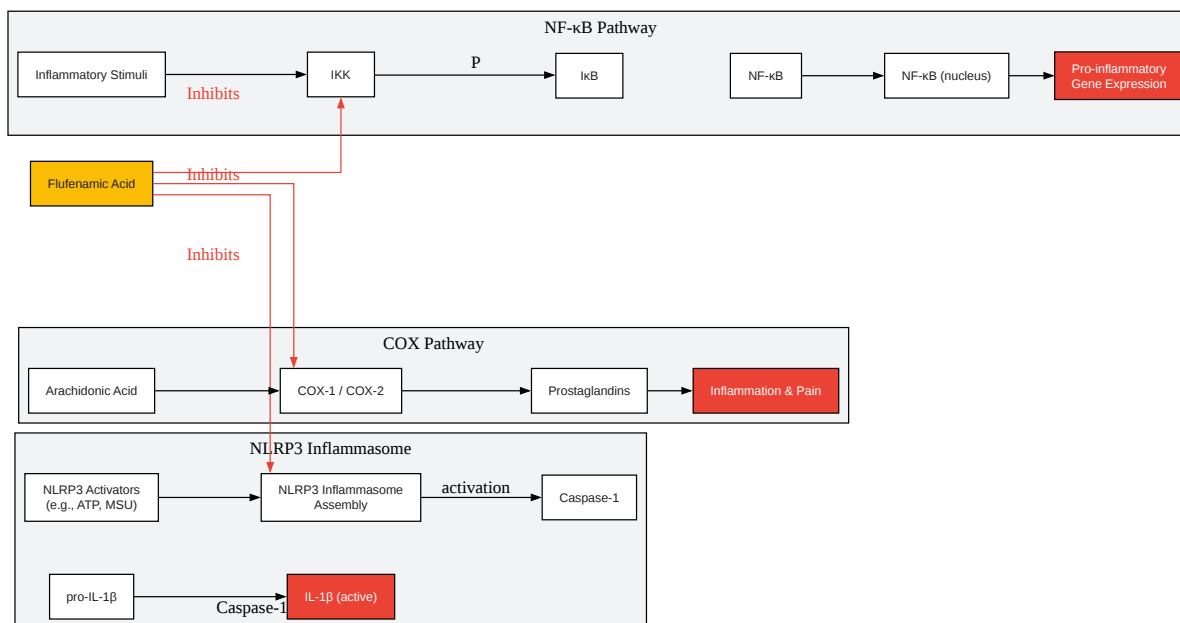 NF-κB Pathway
Inflammatory Stimuli
IKK
P
IκB
NF-κB
NF-κB (nucleus)
Pro-inflammatory
Gene Expression
Inhibits
Flufenamic Acid
Inhibits
Inhibits
COX Pathway
Arachidonic Acid
COX-1 / COX-2
Prostaglandins
Inflammation & Pain
NLRP3 Inflammasome
NLRP3 Activators
(e.g., ATP, MSU)
NLRP3 Inflammasome
Assembly
activation
Caspase-1
pro-IL-1β
Caspase-1
IL-1β (active)